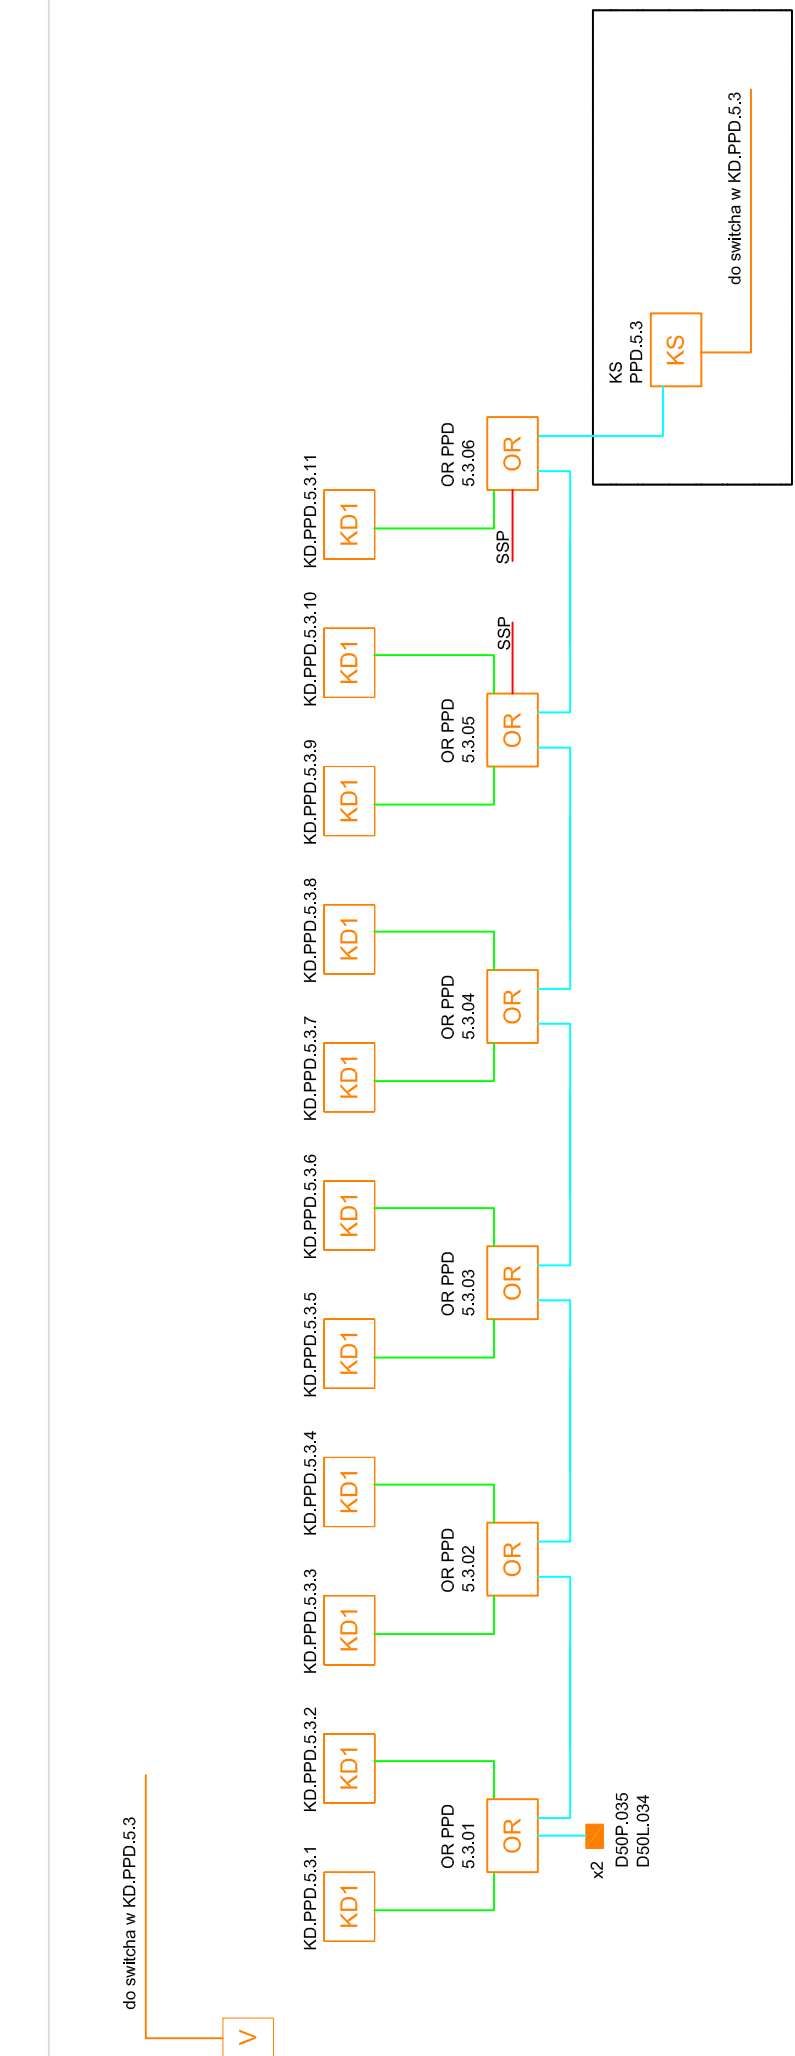 do switcha w KD.PPD.5.3
V
KD.PPD.5.3.1
KD1
KD.PPD.5.3.2
KD1
KD.PPD.5.3.3
KD1
KD.PPD.5.3.4
KD1
KD.PPD.5.3.5
KD1
KD.PPD.5.3.6
KD1
KD.PPD.5.3.7
KD1
KD.PPD.5.3.8
KD1
KD.PPD.5.3.9
KD1
KD.PPD.5.3.10
KD1
KD.PPD.5.3.11
KD1
OR PPD
5.3.01
OR
OR PPD
5.3.02
OR
OR PPD
5.3.03
OR
OR PPD
5.3.04
OR
OR PPD
5.3.05
OR
SSP
SSP
OR PPD
5.3.06
OR
x2
D50P.035
D50L.034
KS
PPD.5.3
KS
do switcha w KD.PPD.5.3